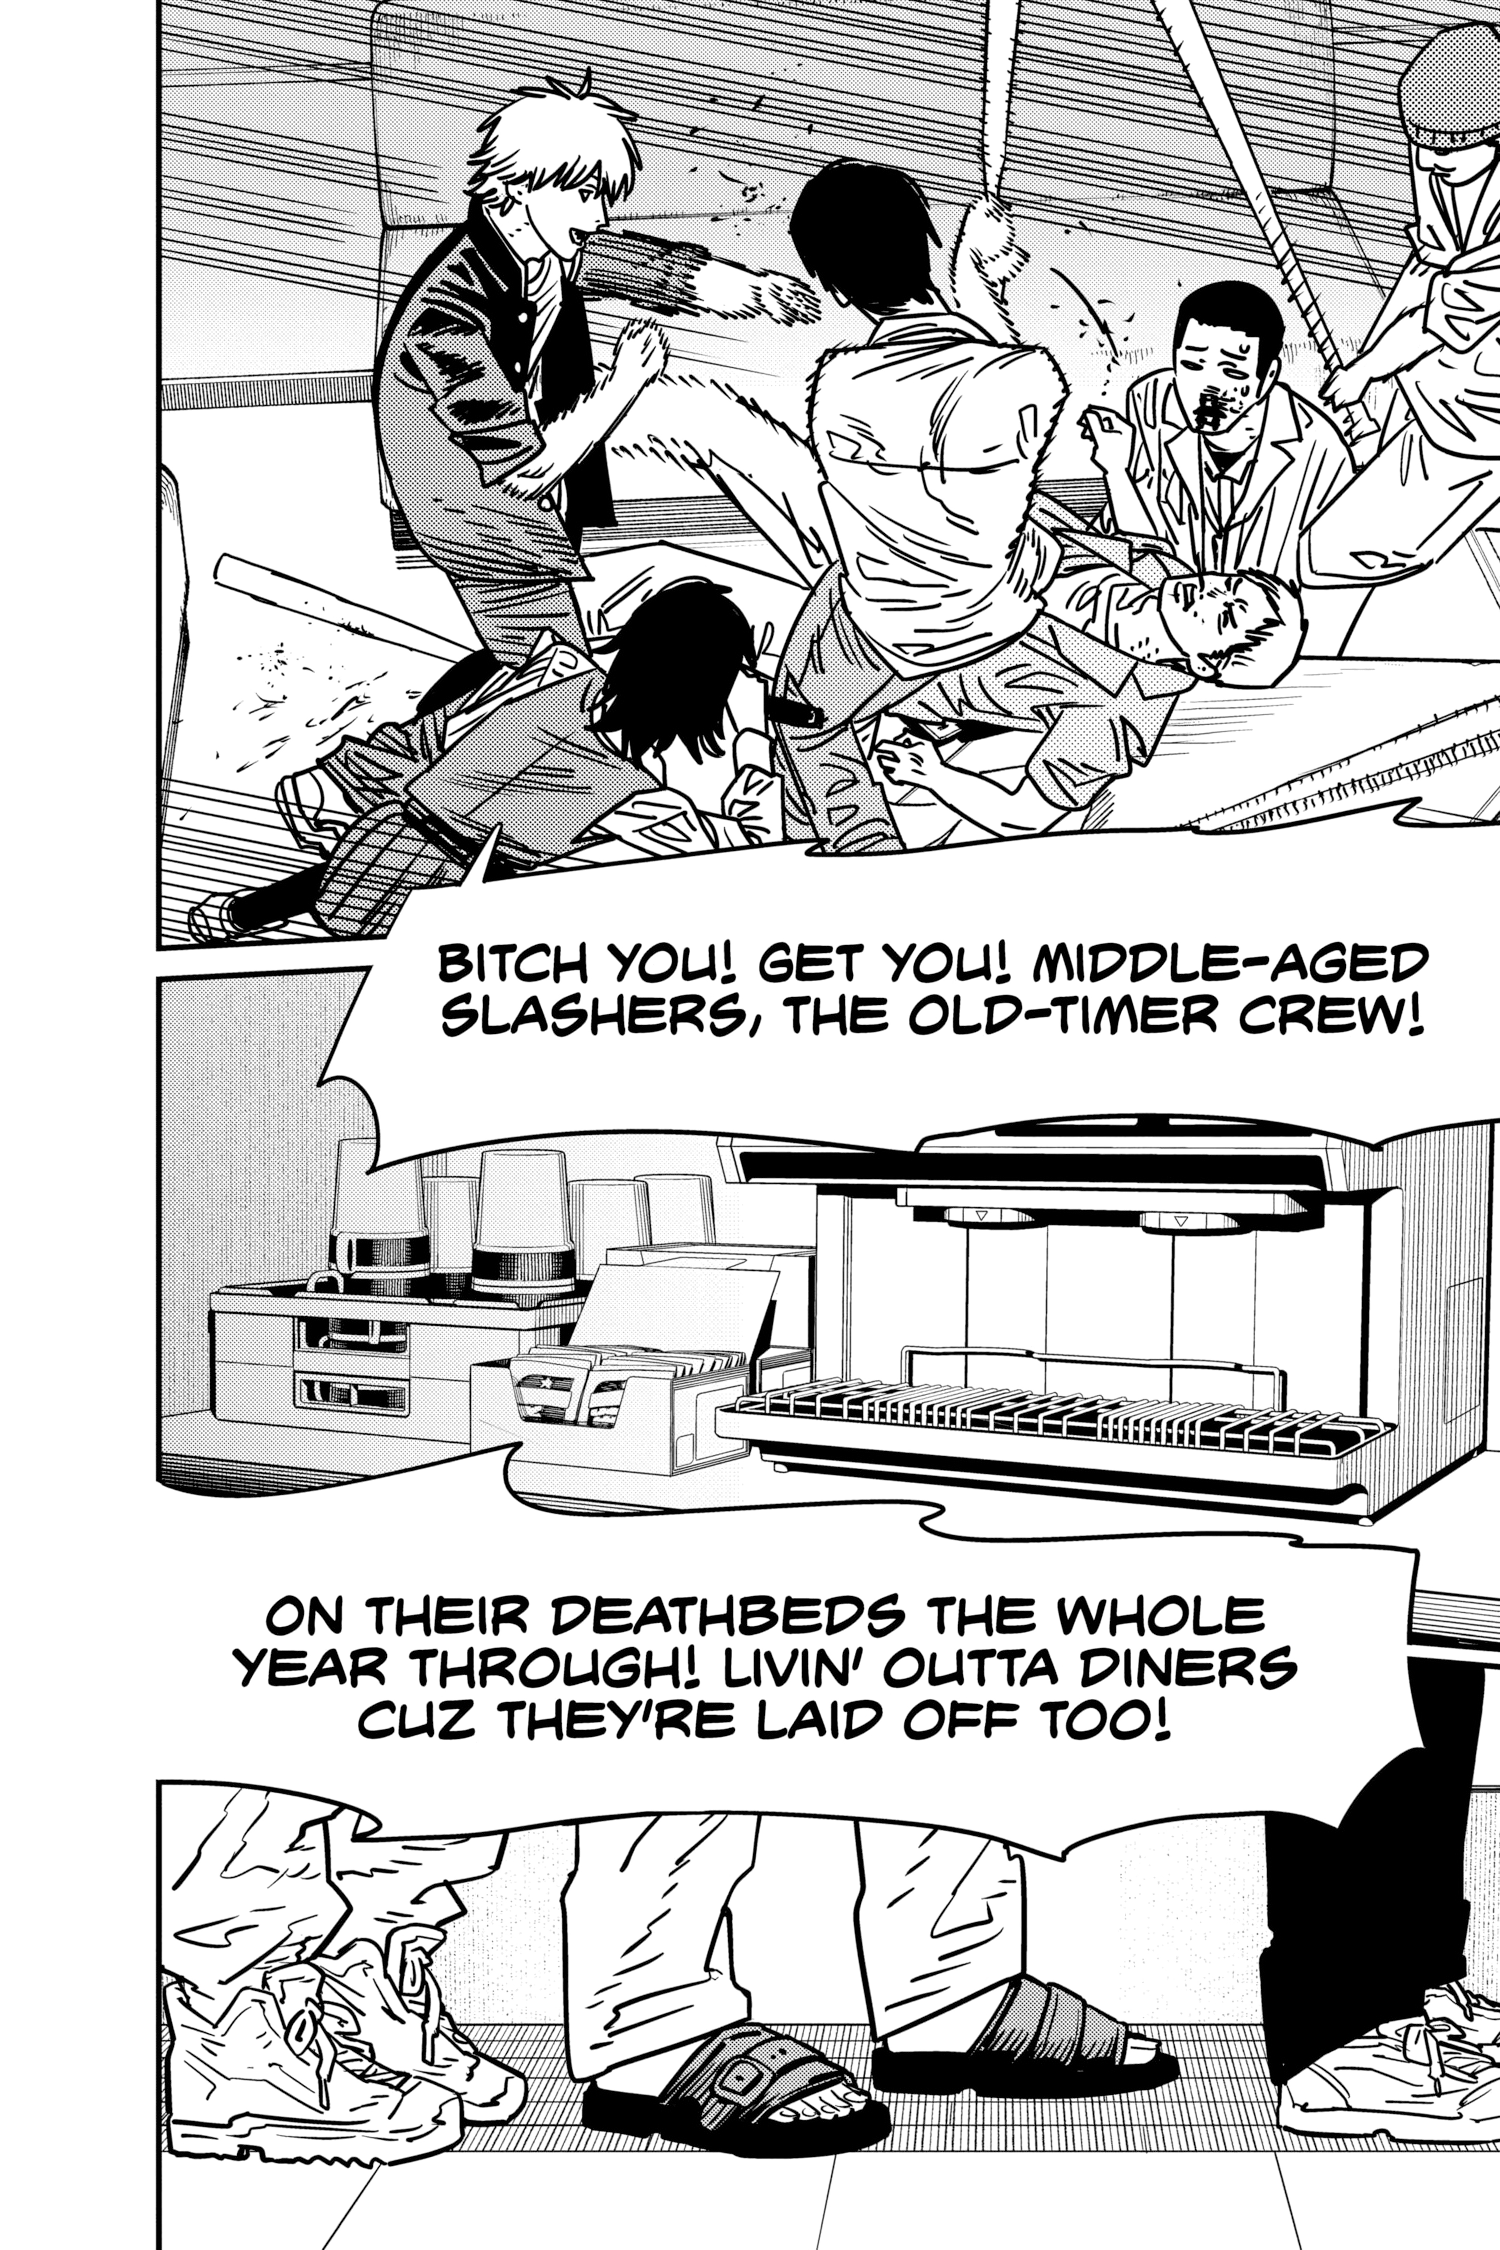 BITCH YOU! GET YOU! MIDDLE-AGED
SLASHERS, THE OLD-TIMER CREW!
ON THEIR DEATHBEDS THE WHOLE
YEAR THROUGH! LIVIN' OUTTA DINERS
CUZ THEY'RE LAID OFF TOO!